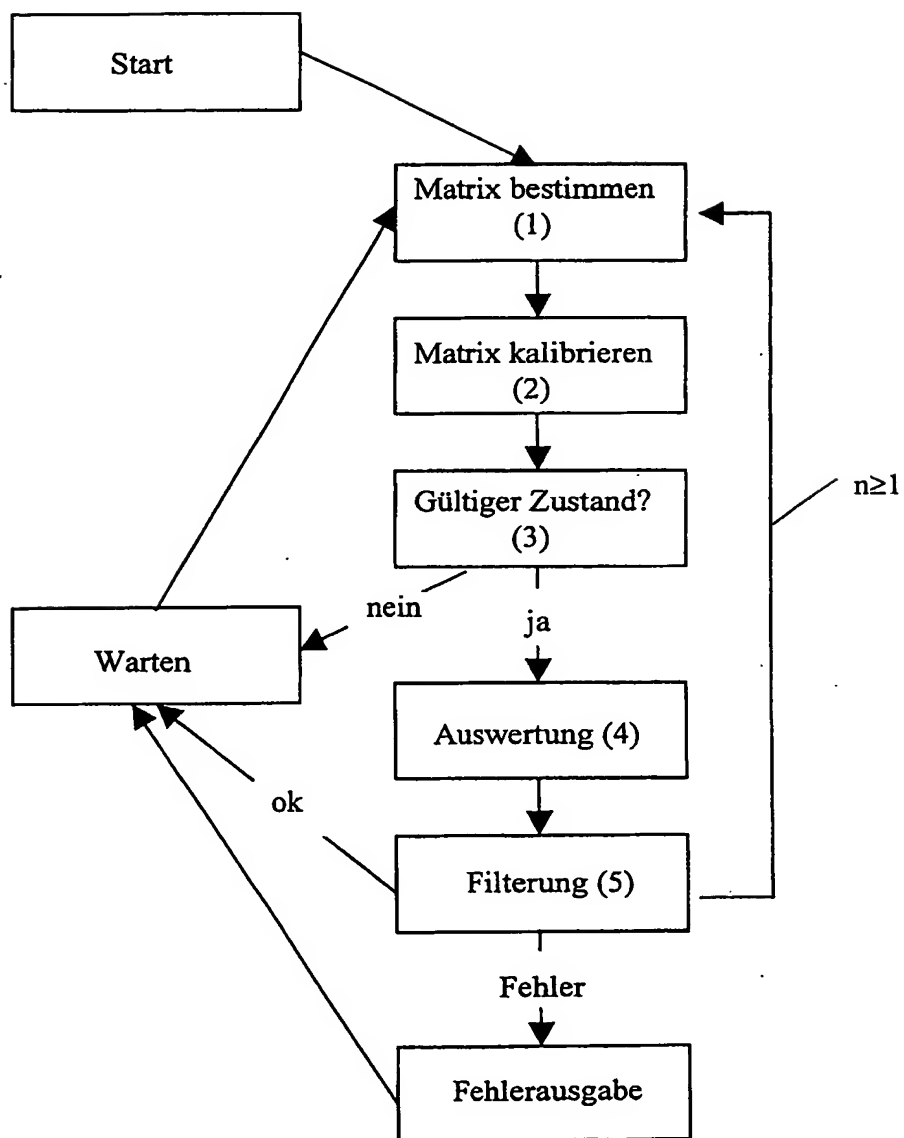 Start
Matrix bestimmen
(1)
Matrix kalibrieren
(2)
Gültiger Zustand?
(3)
n≥1
nein
ja
Warten
Auswertung (4)
ok
Filterung (5)
Fehler
Fehlerausgabe